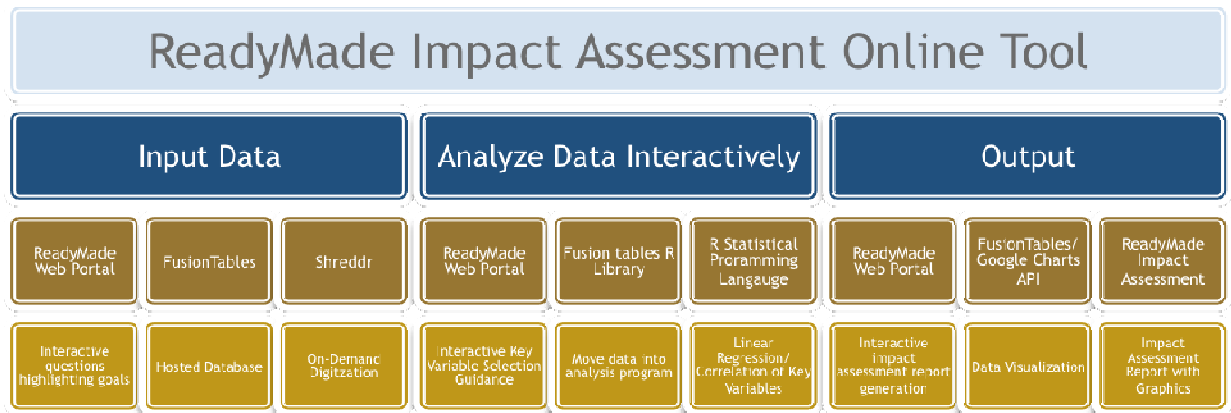 ReadyMade Impact Assessment Online Tool
Input Data
Analyze Data Interactively
Output
ReadyMade
Web Portal
FusionTables
Shreddr
ReadyMade
Web Portal
Fusion tables R
Library
R Statistical
Proramming
Langauge
ReadyMade
Web Portal
FusionTables/
Google Charts
API
ReadyMade
Impact
Assessment
Interactive
questions
highlighting goals
Hosted Database
On-Demand
Digitzation
Interactive Key
Variable Selection
Guidance
Move data into
analysis program
Linear
Regression/
Correlation of Key
Variables
Interactive
impact
assessment report
generation
Data Visualization
Impact
Assessment
Report with
Graphics